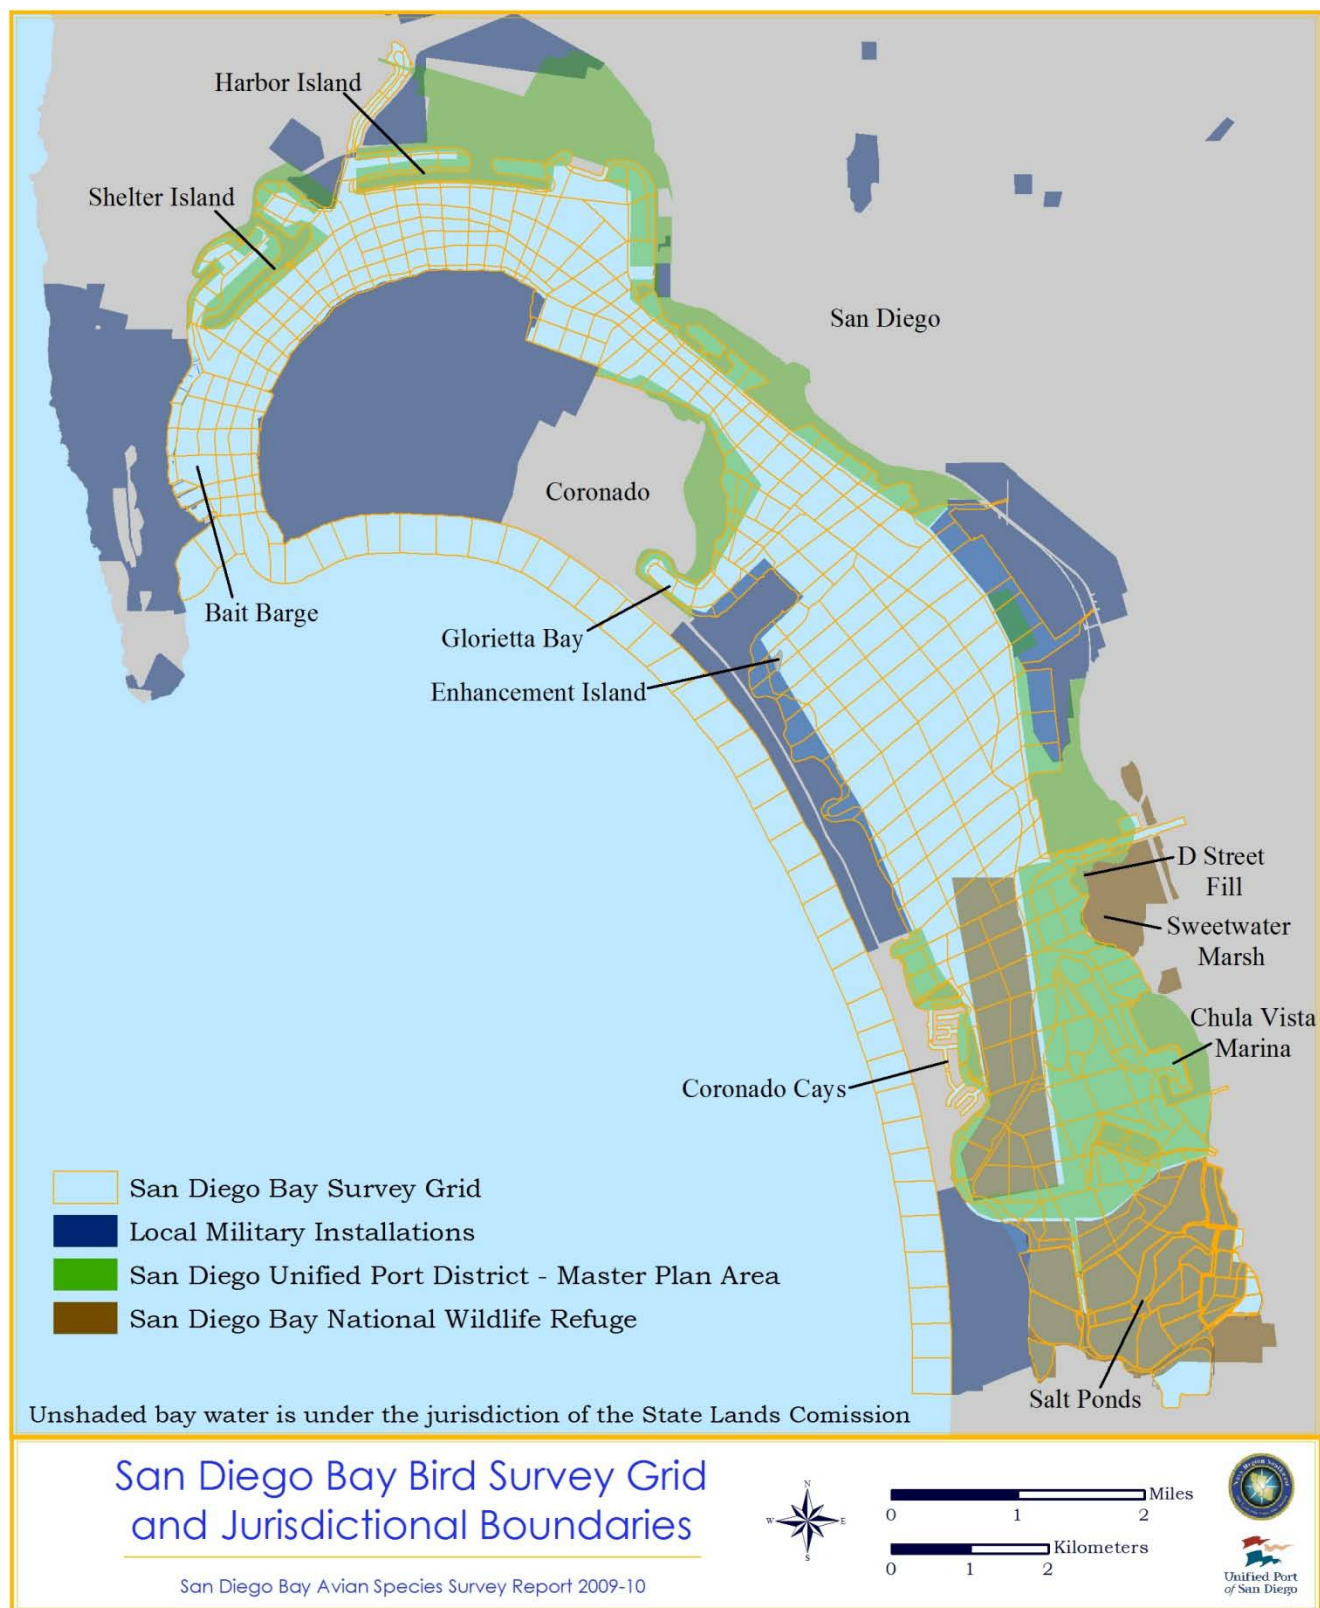 Harbor Island
Shelter Island
San Diego
Coronado
Bait Barge
Glorietta Bay
Enhancement Island
D Street
Fill
Sweetwater
Marsh
Chula Vista
Marina
Coronado Cays
Salt Ponds
San Diego Bay Survey Grid
Local Military Installations
San Diego Unified Port District - Master Plan Area
San Diego Bay National Wildlife Refuge
Unshaded bay water is under the jurisdiction of the State Lands Comission
San Diego Bay Bird Survey Grid
and Jurisdictional Boundaries
San Diego Bay Avian Species Survey Report 2009-10
N
W E
S
Miles
0 1 2
Kilometers
0 1 2
Navy Region Southwest
Unified Port
of San Diego